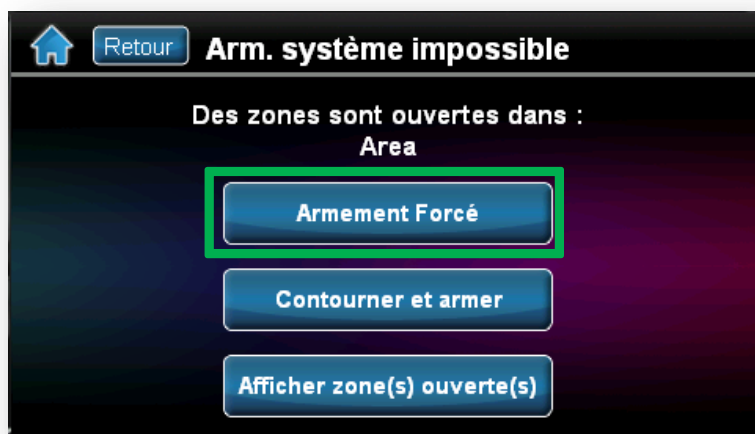 Retour Arm. système impossible
Des zones sont ouvertes dans :
Area
Armement Forcé
Contourner et armer
Afficher zone(s) ouverte(s)